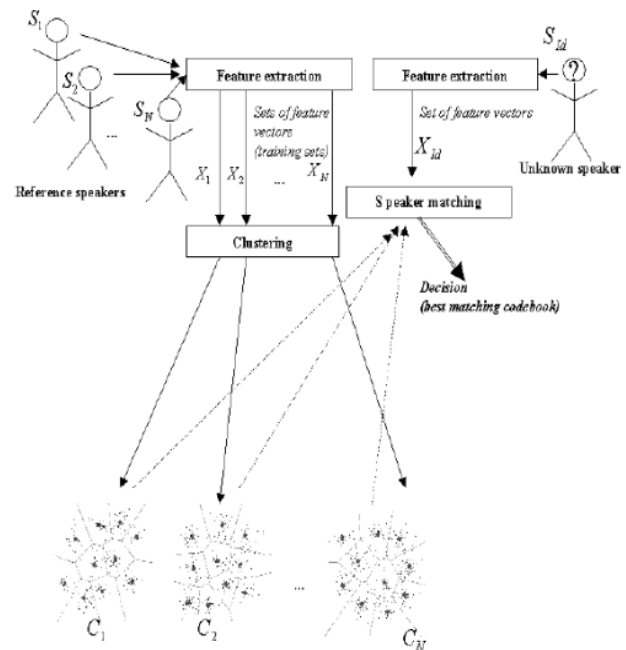 S1
S2
...
SN
Reference speakers
Feature extraction
Sets of feature
vectors
(training sets)
X1 X2 ... XN
Clustering
Feature extraction
SId
?
Unknown speaker
Set of feature vectors
XId
Speaker matching
Decision
(best matching codebook)
...
C1 C2 CN